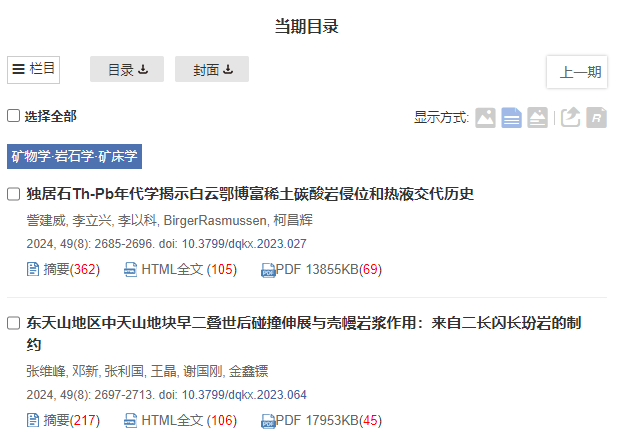 当期目录
栏目 目录 封面 上一期
选择全部 显示方式: |
矿物学·岩石学·矿床学
独居石Th-Pb年代学揭示白云鄂博富稀土碳酸岩侵位和热液交代历史
訾建威, 李立兴, 李以科, BirgerRasmussen, 柯昌辉
2024, 49(8): 2685-2696. doi: 10.3799/dqkx.2023.027
摘要(362) HTML全文 (105) PDF 13855KB(69)
东天山地区中天山地块早二叠世后碰撞伸展与壳幔岩浆作用：来自二长闪长玢岩的制
约
张维峰, 邓新, 张利国, 王晶, 谢国刚, 金鑫镖
2024, 49(8): 2697-2713. doi: 10.3799/dqkx.2023.064
摘要(217) HTML全文 (106) PDF 17953KB(45)